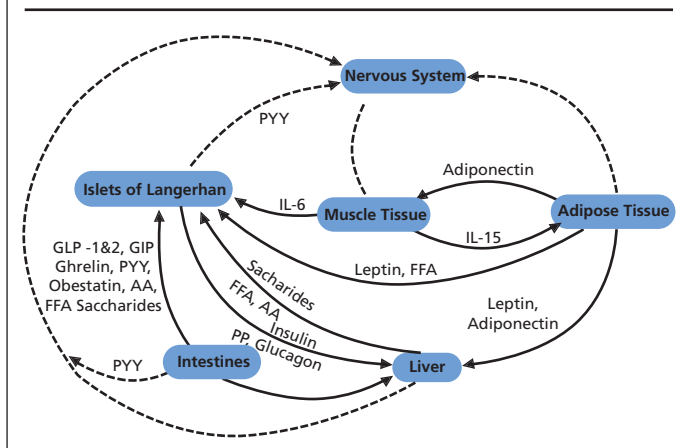 Nervous System
PYY
Adiponectin
Islets of Langerhan
IL-6
Muscle Tissue
Adipose Tissue
IL-15
GLP -1&2, GIP
Ghrelin, PYY,
Obestatin, AA,
FFA Saccharides
Leptin, FFA
Sacharides
FFA, AA
Insulin
PP, Glucagon
Leptin,
Adiponectin
PYY
Intestines
Liver